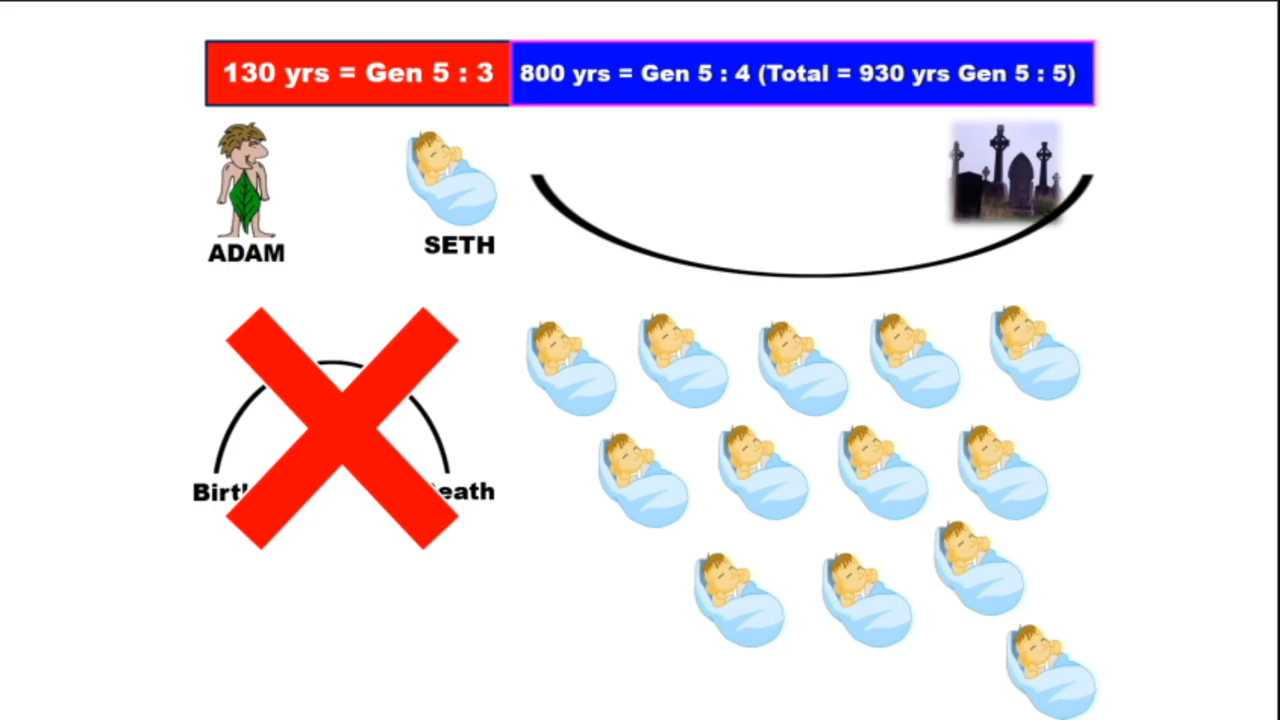 130 yrs = Gen 5 : 3
800 yrs = Gen 5 : 4 (Total = 930 yrs Gen 5 : 5)
ADAM
SETH